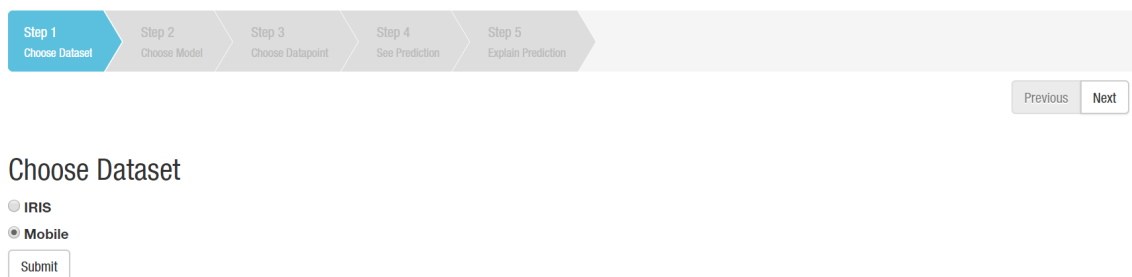 Step 1 Step 2 Step 3 Step 4 Step 5
Choose Dataset Choose Model Choose Datapoint See Prediction Explain Prediction
Previous Next
Choose Dataset
IRIS
Mobile
Submit